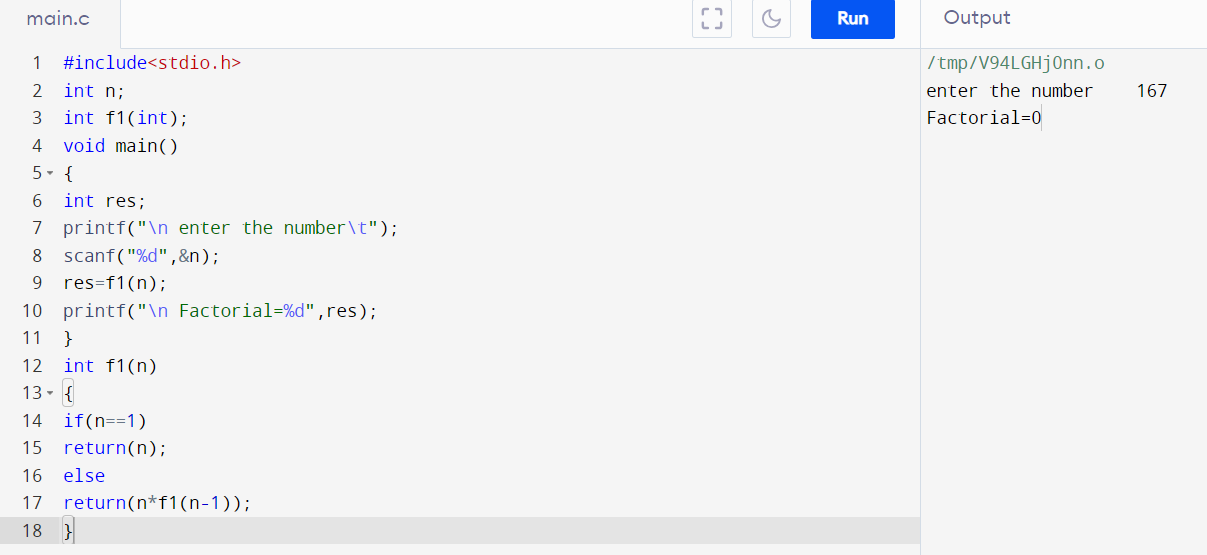 main.c
Run
Output
1 #include<stdio.h>
2 int n;
3 int f1(int);
4 void main()
5 {
6 int res;
7 printf("\n enter the number\t");
8 scanf("%d",&n);
9 res=f1(n);
10 printf("\n Factorial=%d",res);
11 }
12 int f1(n)
13 {
14 if(n==1)
15 return(n);
16 else
17 return(n*f1(n-1));
18 }
/tmp/V94LGHj0nn.o
enter the number 167
Factorial=0